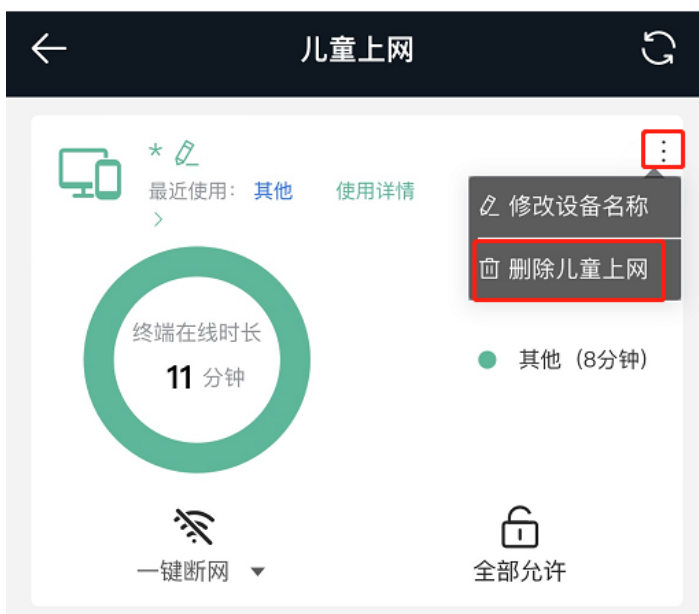 儿童上网
*
最近使用： 其他 使用详情
>
修改设备名称
删除儿童上网
终端在线时长
11 分钟
其他（8分钟）
一键断网
全部允许